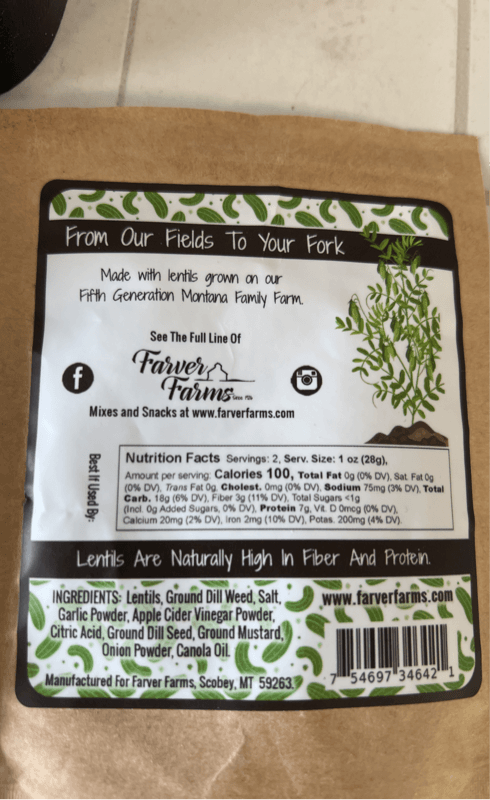 From Our Fields To Your Fork
Made with lentils grown on our
Fifth Generation Montana Family Farm.
See The Full Line Of
Farver
Farms
Mixes and Snacks at www.farverfarms.com
Best If Used By:
Nutrition Facts Servings: 2, Serv. Size: 1 oz (28g),
Amount per serving: Calories 100, Total Fat 0g (0% DV), Sat. Fat 0g
(0% DV), Trans Fat 0g, Cholest. 0mg (0% DV), Sodium 75mg (3% DV), Total
Carb. 18g (6% DV), Fiber 3g (11% DV), Total Sugars <1g
(Incl. 0g Added Sugars, 0% DV), Protein 7g, Vit. D 0mcg (0% DV),
Calcium 20mg (2% DV), Iron 2mg (10% DV), Potas. 200mg (4% DV).
Lentils Are Naturally High In Fiber And Protein.
INGREDIENTS: Lentils, Ground Dill Weed, Salt,
Garlic Powder, Apple Cider Vinegar Powder,
Citric Acid, Ground Dill Seed, Ground Mustard,
Onion Powder, Canola Oil.
Manufactured For Farver Farms, Scobey, MT 59263.
www.farverfarms.com
7 54697 34642 1